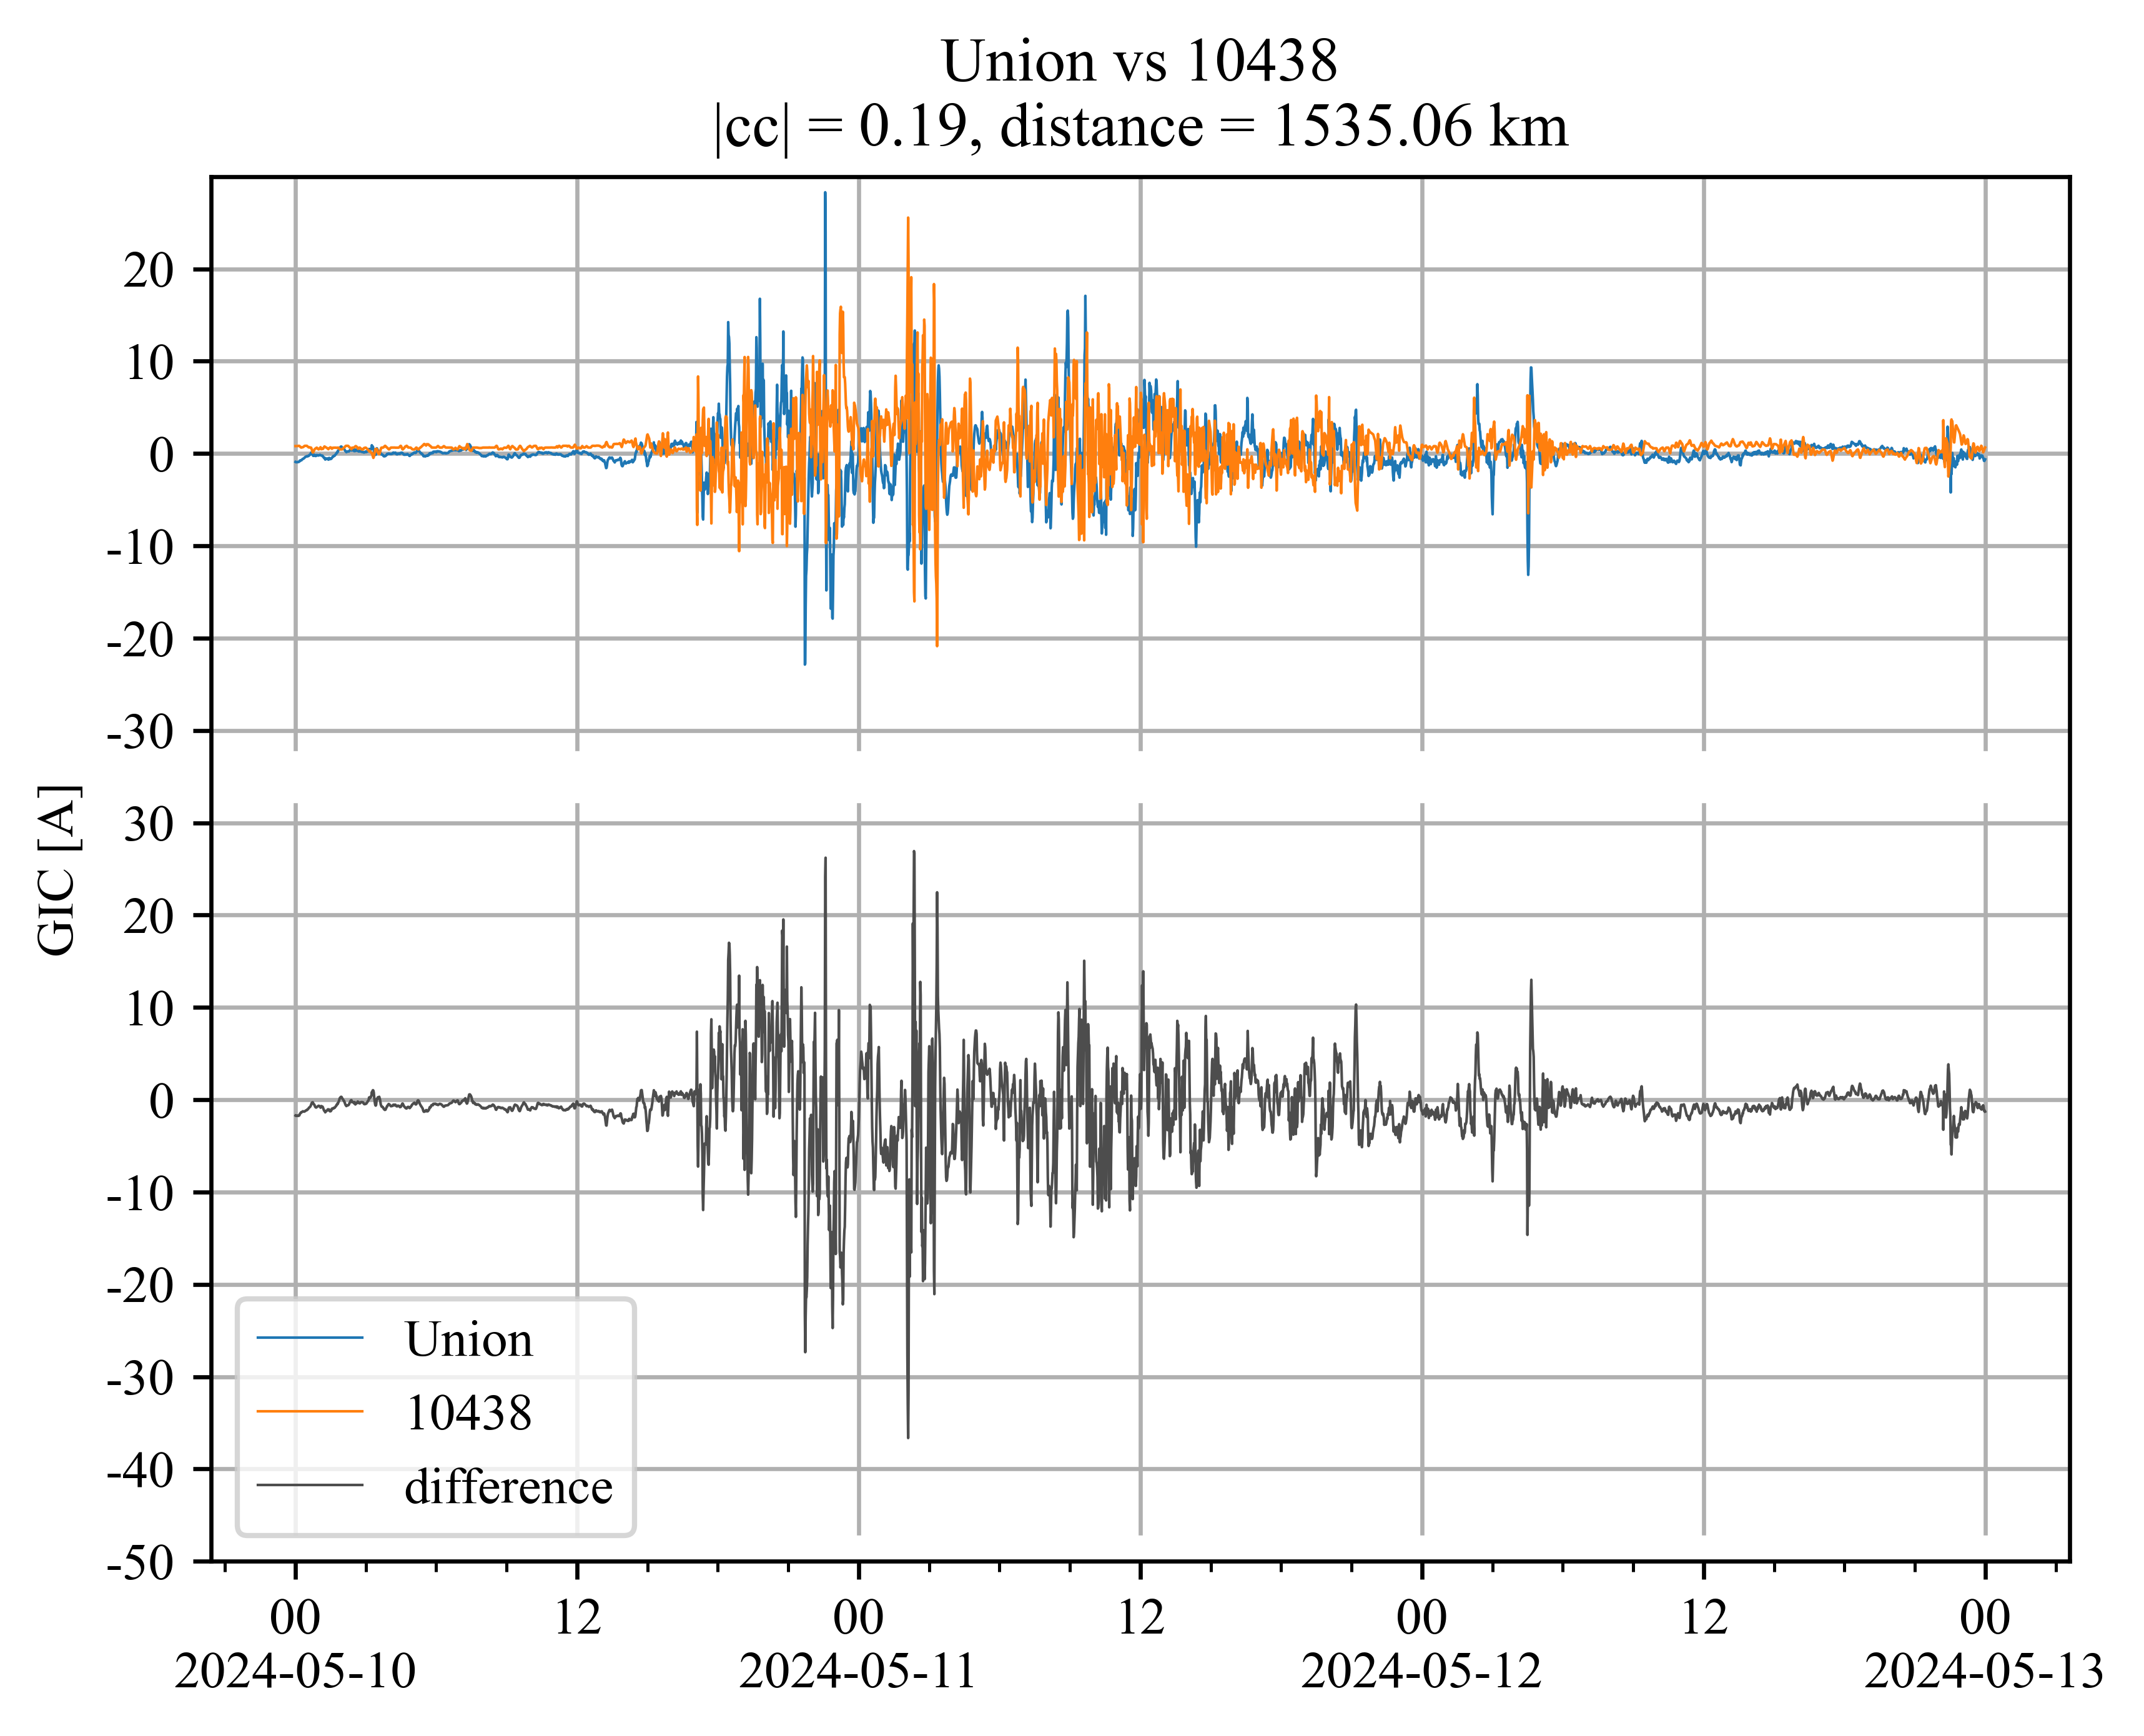 Union vs 10438
|cc| = 0.19, distance = 1535.06 km
20
10
0
-10
-20
-30
30
20
10
0
-10
-20
-30
-40
-50
GIC [A]
Union
10438
difference
00 12 00 12 00 12 00
2024-05-10 2024-05-11 2024-05-12 2024-05-13